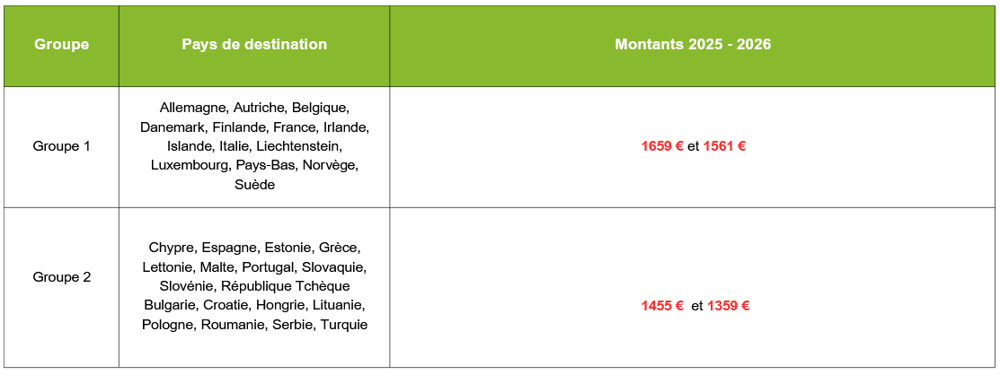 Groupe
Pays de destination
Montants 2025 - 2026
Groupe 1
Allemagne, Autriche, Belgique,
Danemark, Finlande, France, Irlande,
Islande, Italie, Liechtenstein,
Luxembourg, Pays-Bas, Norvège,
Suède
1659 € et 1561 €
Groupe 2
Chypre, Espagne, Estonie, Grèce,
Lettonie, Malte, Portugal, Slovaquie,
Slovénie, République Tchèque
Bulgarie, Croatie, Hongrie, Lituanie,
Pologne, Roumanie, Serbie, Turquie
1455 € et 1359 €